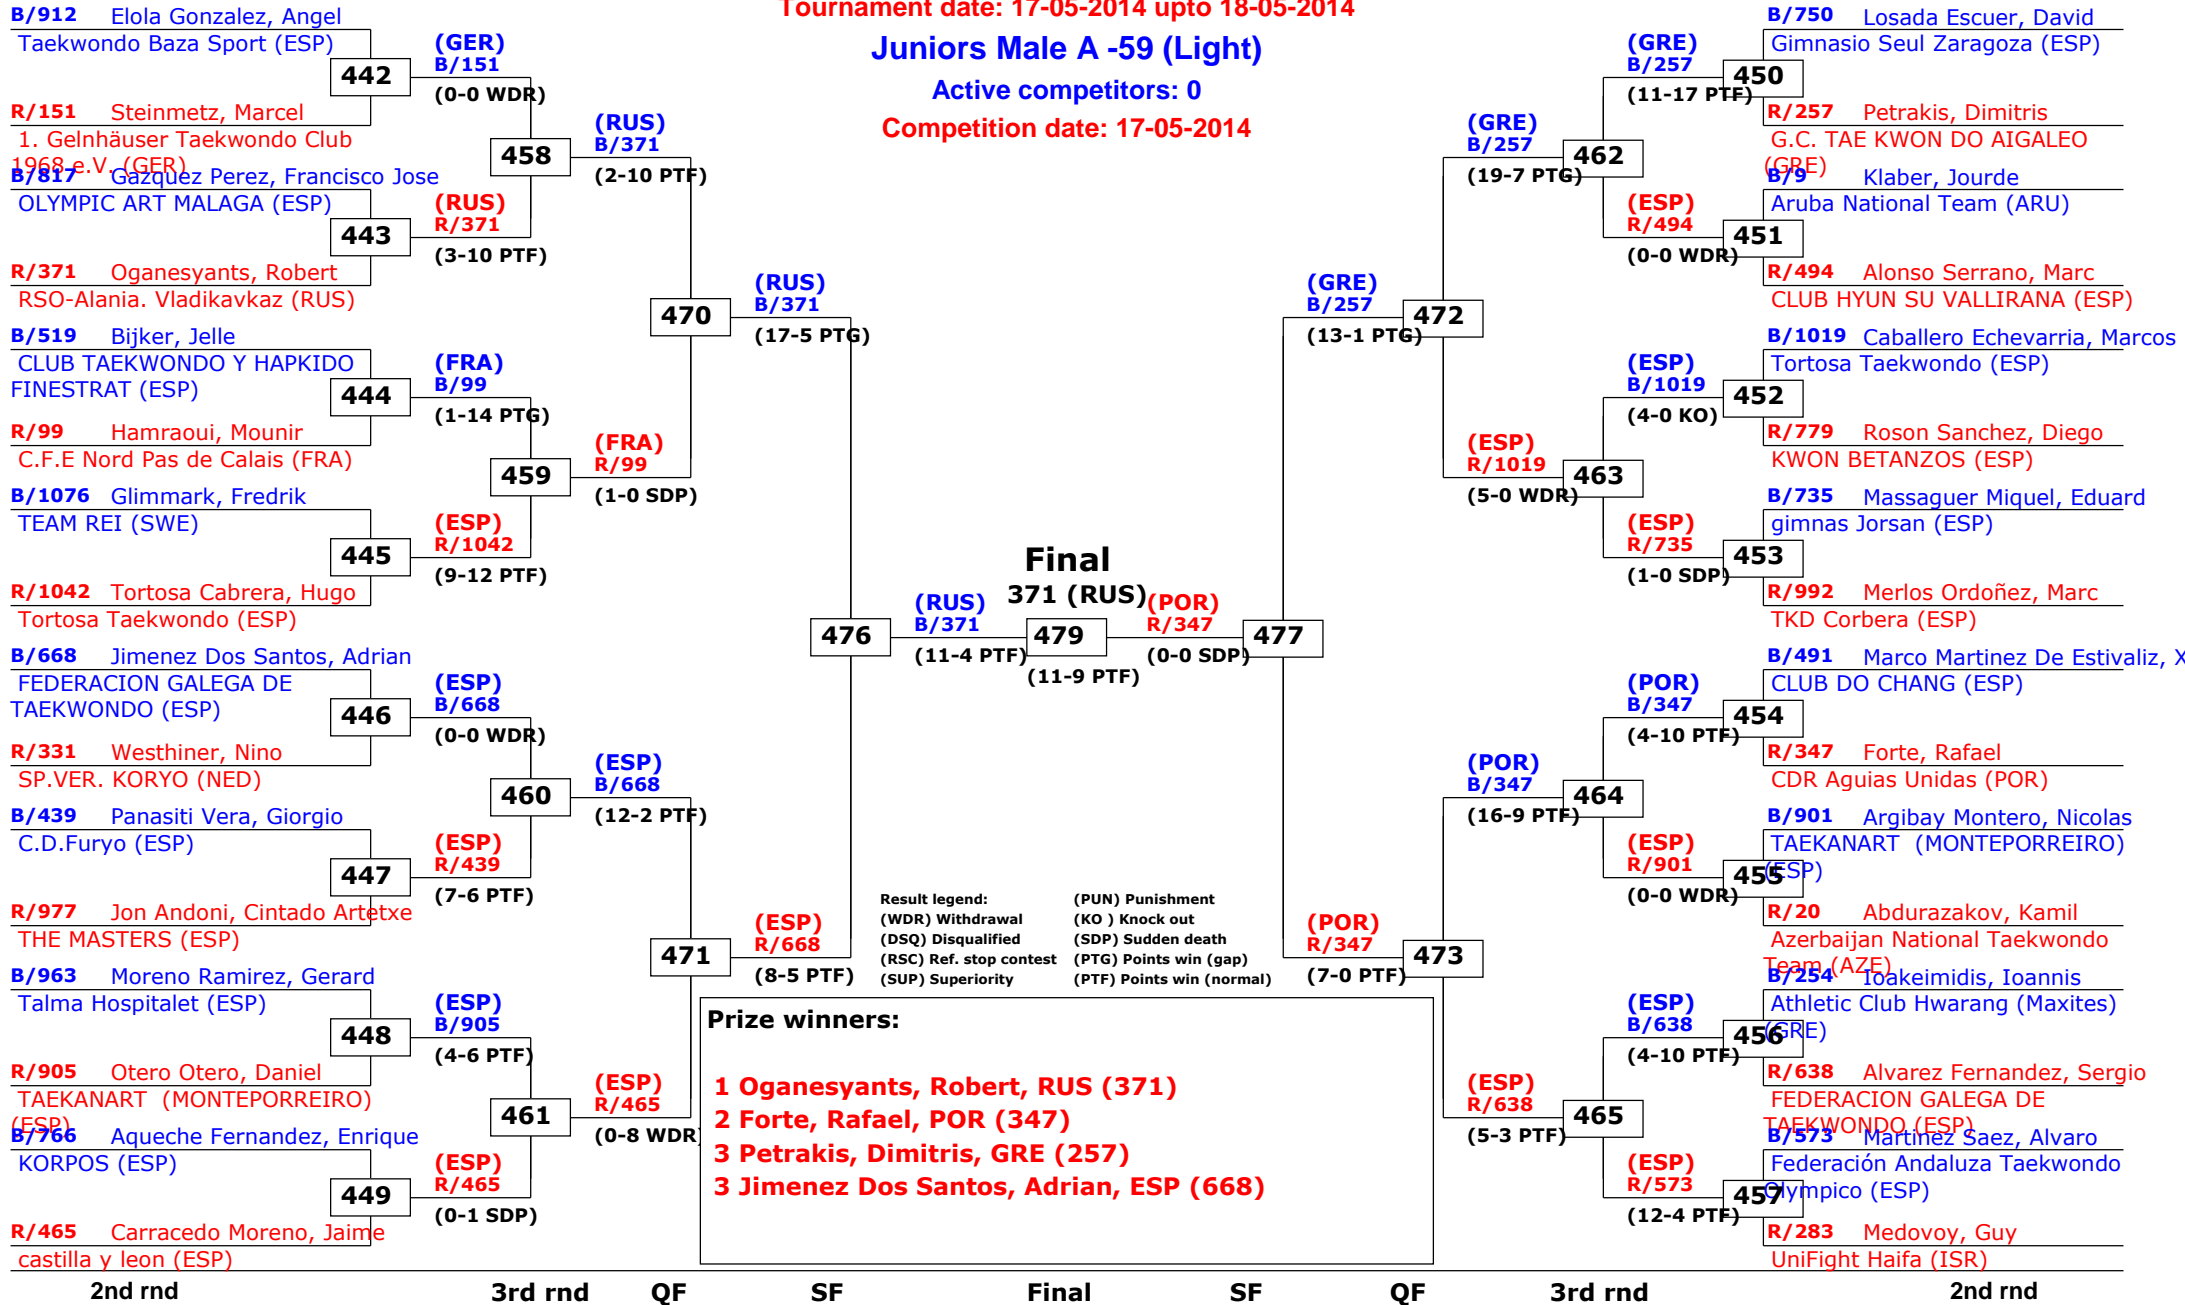 Tournament date: 17-05-2014 upto 18-05-2014
Juniors Male A -59 (Light)
Active competitors: 0
Competition date: 17-05-2014
B/912 Elola Gonzalez, Angel
Taekwondo Baza Sport (ESP)
442
R/151 Steinmetz, Marcel
1. Gelnhäuser Taekwondo Club
1968 e.V. (GER)
B/817 Gazquez Perez, Francisco Jose
OLYMPIC ART MALAGA (ESP)
443
R/371 Oganesyants, Robert
RSO-Alania. Vladikavkaz (RUS)
B/519 Bijker, Jelle
CLUB TAEKWONDO Y HAPKIDO
FINESTRAT (ESP)
444
R/99 Hamraoui, Mounir
C.F.E Nord Pas de Calais (FRA)
B/1076 Glimmark, Fredrik
TEAM REI (SWE)
445
R/1042 Tortosa Cabrera, Hugo
Tortosa Taekwondo (ESP)
B/668 Jimenez Dos Santos, Adrian
FEDERACION GALEGA DE
TAEKWONDO (ESP)
446
R/331 Westhiner, Nino
SP.VER. KORYO (NED)
B/439 Panasiti Vera, Giorgio
C.D.Furyo (ESP)
447
R/977 Jon Andoni, Cintado Artetxe
THE MASTERS (ESP)
B/963 Moreno Ramirez, Gerard
Talma Hospitalet (ESP)
448
R/905 Otero Otero, Daniel
TAEKANART (MONTEPORREIRO)
(ESP)
B/766 Aqueche Fernandez, Enrique
KORPOS (ESP)
449
R/465 Carracedo Moreno, Jaime
castilla y leon (ESP)
(GER)
B/151
(0-0 WDR)
458
(RUS)
R/371
(3-10 PTF)
(FRA)
B/99
(1-14 PTG)
459
(ESP)
R/1042
(9-12 PTF)
(ESP)
B/668
(0-0 WDR)
460
(ESP)
R/439
(7-6 PTF)
(ESP)
B/905
(4-6 PTF)
461
(ESP)
R/465
(0-1 SDP)
(RUS)
B/371
(2-10 PTF)
470
(FRA)
R/99
(1-0 SDP)
(ESP)
B/668
(12-2 PTF)
471
(ESP)
R/465
(0-8 WDR)
(RUS)
B/371
(17-5 PTG)
476
(ESP)
R/668
(8-5 PTF)
(RUS)
B/371
(11-4 PTF)
Final
371 (RUS)
479
(11-9 PTF)
(POR)
R/347
(0-0 SDP)
477
(GRE)
B/257
(13-1 PTG)
472
(POR)
R/347
(7-0 PTF)
473
(GRE)
B/257
(19-7 PTG)
462
(ESP)
R/1019
(5-0 WDR)
463
(POR)
B/347
(16-9 PTF)
464
(ESP)
R/638
(5-3 PTF)
465
(GRE)
B/257
(11-17 PTF)
(ESP)
R/494
(0-0 WDR)
(ESP)
B/1019
(4-0 KO)
(ESP)
R/735
(1-0 SDP)
(POR)
B/347
(4-10 PTF)
(ESP)
R/901
(0-0 WDR)
(ESP)
B/638
(4-10 PTF)
(ESP)
R/573
(12-4 PTF)
B/750 Losada Escuer, David
Gimnasio Seul Zaragoza (ESP)
450
R/257 Petrakis, Dimitris
G.C. TAE KWON DO AIGALEO
(GRE)
B/9 Klaber, Jourde
Aruba National Team (ARU)
451
R/494 Alonso Serrano, Marc
CLUB HYUN SU VALLIRANA (ESP)
B/1019 Caballero Echevarria, Marcos
Tortosa Taekwondo (ESP)
452
R/779 Roson Sanchez, Diego
KWON BETANZOS (ESP)
B/735 Massaguer Miquel, Eduard
gimnas Jorsan (ESP)
453
R/992 Merlos Ordoñez, Marc
TKD Corbera (ESP)
B/491 Marco Martinez De Estivaliz, X
CLUB DO CHANG (ESP)
454
R/347 Forte, Rafael
CDR Aguias Unidas (POR)
B/901 Argibay Montero, Nicolas
TAEKANART (MONTEPORREIRO)
(ESP)
455
R/20 Abdurazakov, Kamil
Azerbaijan National Taekwondo
Team (AZE)
B/254 Ioakeimidis, Ioannis
Athletic Club Hwarang (Maxites)
(GRE)
456
R/638 Alvarez Fernandez, Sergio
FEDERACION GALEGA DE
TAEKWONDO (ESP)
B/573 Martinez Saez, Alvaro
Federación Andaluza Taekwondo
Olympico (ESP)
457
R/283 Medovoy, Guy
UniFight Haifa (ISR)
Result legend: (PUN) Punishment
(WDR) Withdrawal (KO ) Knock out
(DSQ) Disqualified (SDP) Sudden death
(RSC) Ref. stop contest (PTG) Points win (gap)
(SUP) Superiority (PTF) Points win (normal)
Prize winners:
1 Oganesyants, Robert, RUS (371)
2 Forte, Rafael, POR (347)
3 Petrakis, Dimitris, GRE (257)
3 Jimenez Dos Santos, Adrian, ESP (668)
2nd rnd 3rd rnd QF SF Final SF QF 3rd rnd 2nd rnd